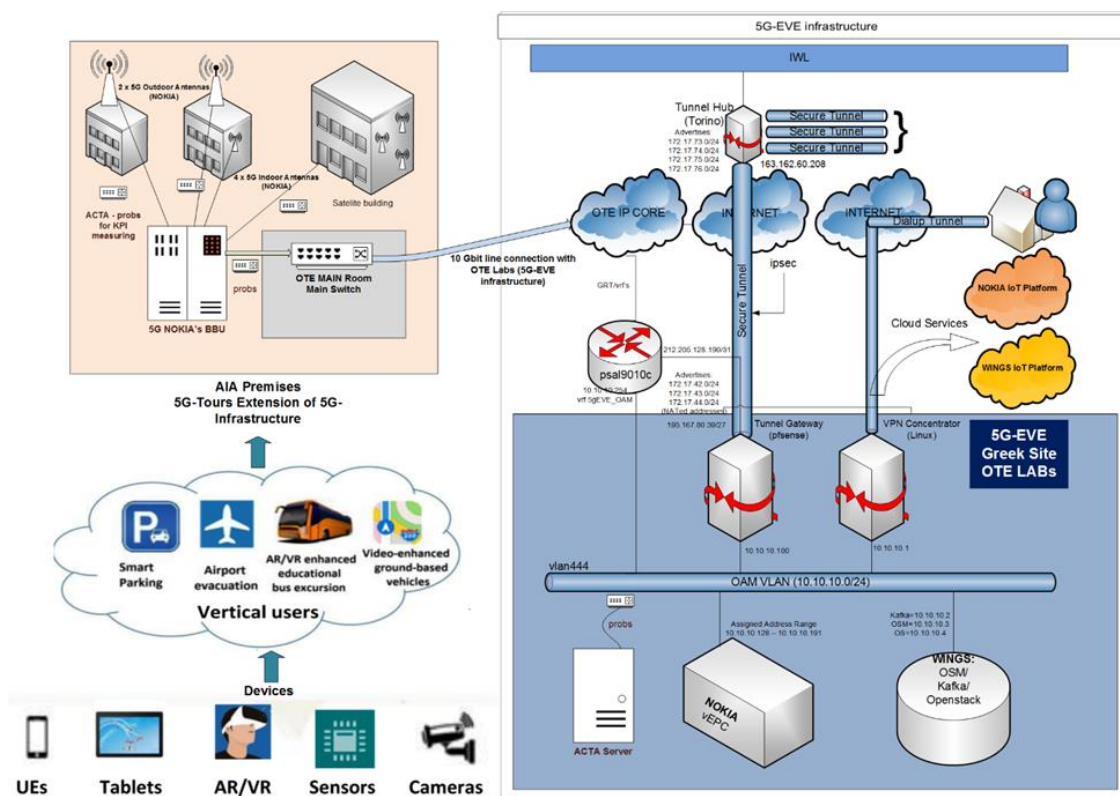 5G-EVE infrastructure
IWL
2 x 5G Outdoor Antennas
(NOKIA)
4 x 5G Indoor Antennas
(NOKIA)
ACTA - probs
for KPI
measuring
Satelite building
probs
OTE MAIN Room
Main Switch
5G NOKIA's BBU
10 Gbit line connection with
OTE Labs (5G-EVE
infrastructure)
AIA Premises
5G-Tours Extension of 5G-
Infrastructure
Smart
Parking
Airport
evacuation
AR/VR enhanced
educational
bus excursion
Video-enhanced
ground-based
vehicles
Vertical users
Devices
UEs
Tablets
AR/VR
Sensors
Cameras
Tunnel Hub
(Torino)
Advertises:
172.17.73.0/24
172.17.74.0/24
172.17.75.0/24
172.17.76.0/24
Secure Tunnel
Secure Tunnel
Secure Tunnel
163.162.60.208
OTE IP CORE
INTERNET
Dialup Tunnel
ipsec
Secure Tunnel
GRT/vrf's
NOKIA IoT Platform
Cloud Services
WINGS IoT Platform
psal9010c
212.205.128.190/31
vrf 5gEVE_OAM
Advertises:
172.17.42.0/24
172.17.43.0/24
172.17.44.0/24
(NATed addresses)
195.167.80.39/27
Tunnel Gateway
(pfsense)
VPN Concentrator
(Linux)
5G-EVE
Greek Site
OTE LABs
10.10.10.100
10.10.10.1
vlan444
OAM VLAN (10.10.10.0/24)
probs
Assigned Address Range
10.10.10.128 – 10.10.10.191
Kafka=10.10.10.2
OSM=10.10.10.3
OS=10.10.10.4
ACTA Server
NOKIA
vEPC
WINGS:
OSM/
Kafka/
Openstack